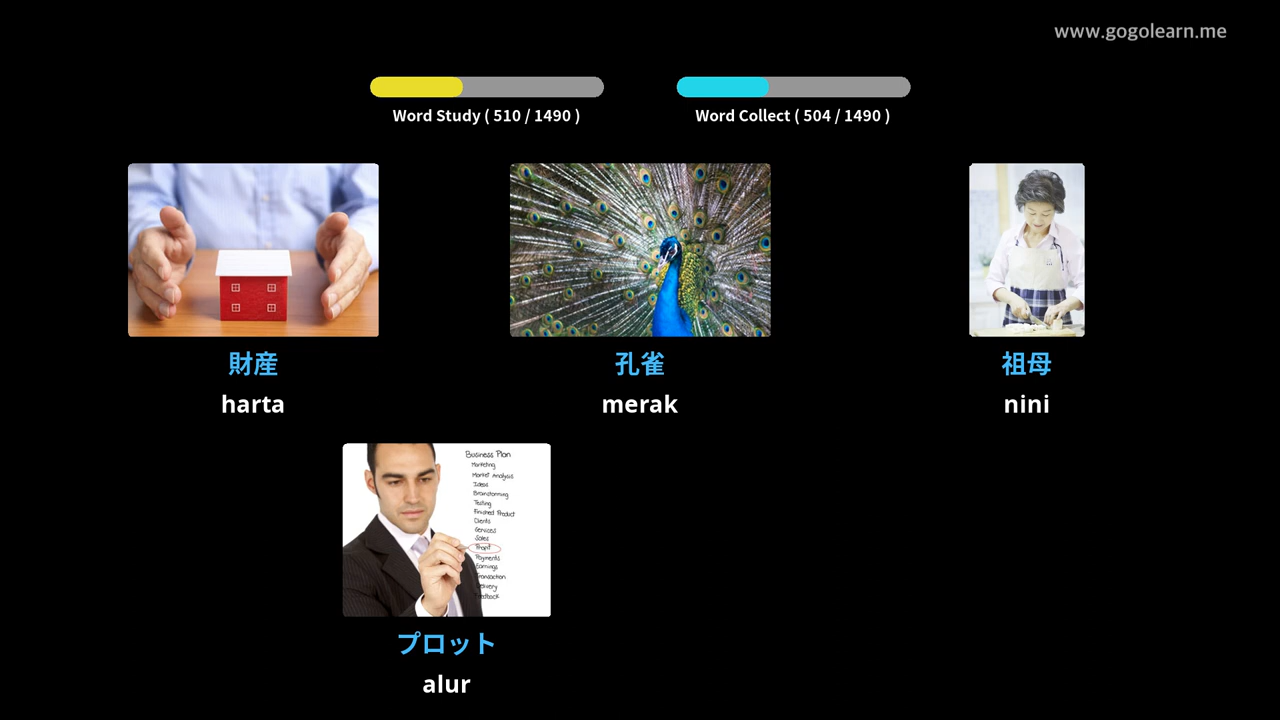 www.gogolearn.me
Word Study ( 510 / 1490 )
Word Collect ( 504 / 1490 )
財産
harta
孔雀
merak
祖母
nini
Business Plan
Marketing
Market Analysis
Ideas
Brainstorming
Testing
Finished Product
Clients
Services
Sales
Profit
Payments
Earnings
プロット
alur